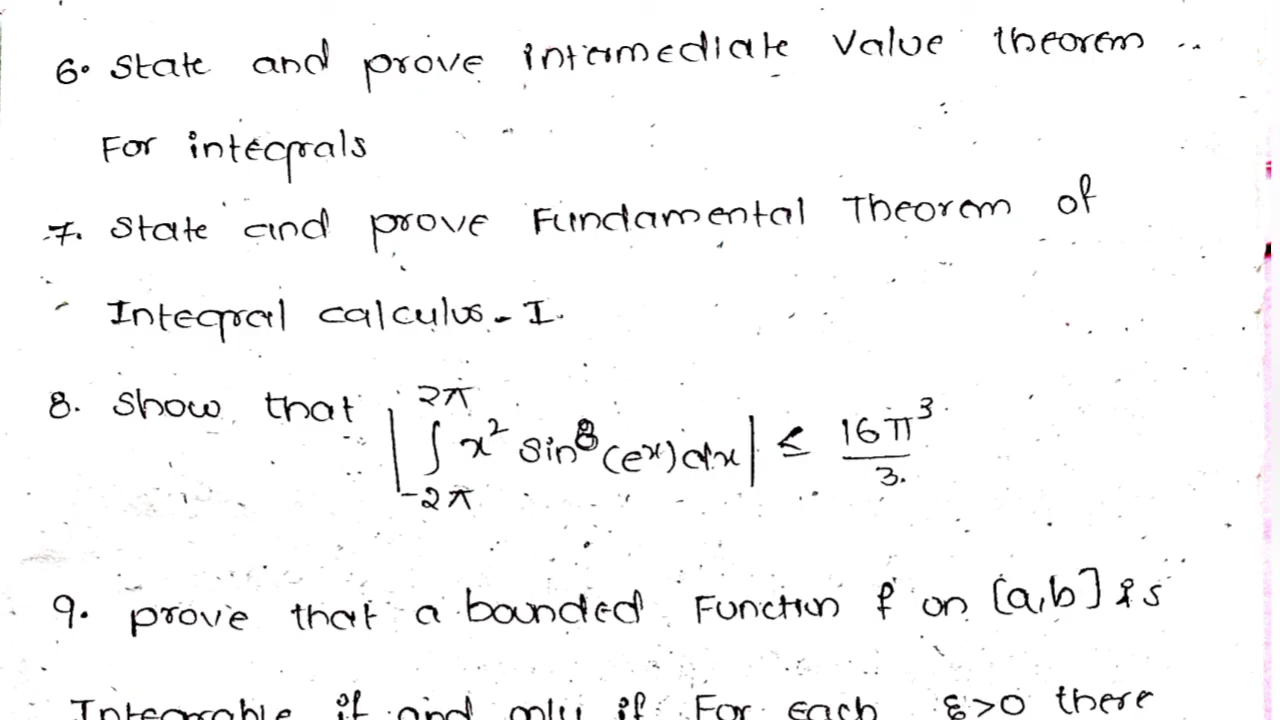 6. State and prove intermediate value theorem
For integrals
7. State and prove Fundamental Theorem of
Integral calculus - I.
8. Show that | ∫_{-2π}^{2π} x² sin⁸(eˣ) dx | ≤ 16π³/3.
9. prove that a bounded Function f on [a,b] is
Integrable if and only if For each ε>0 there